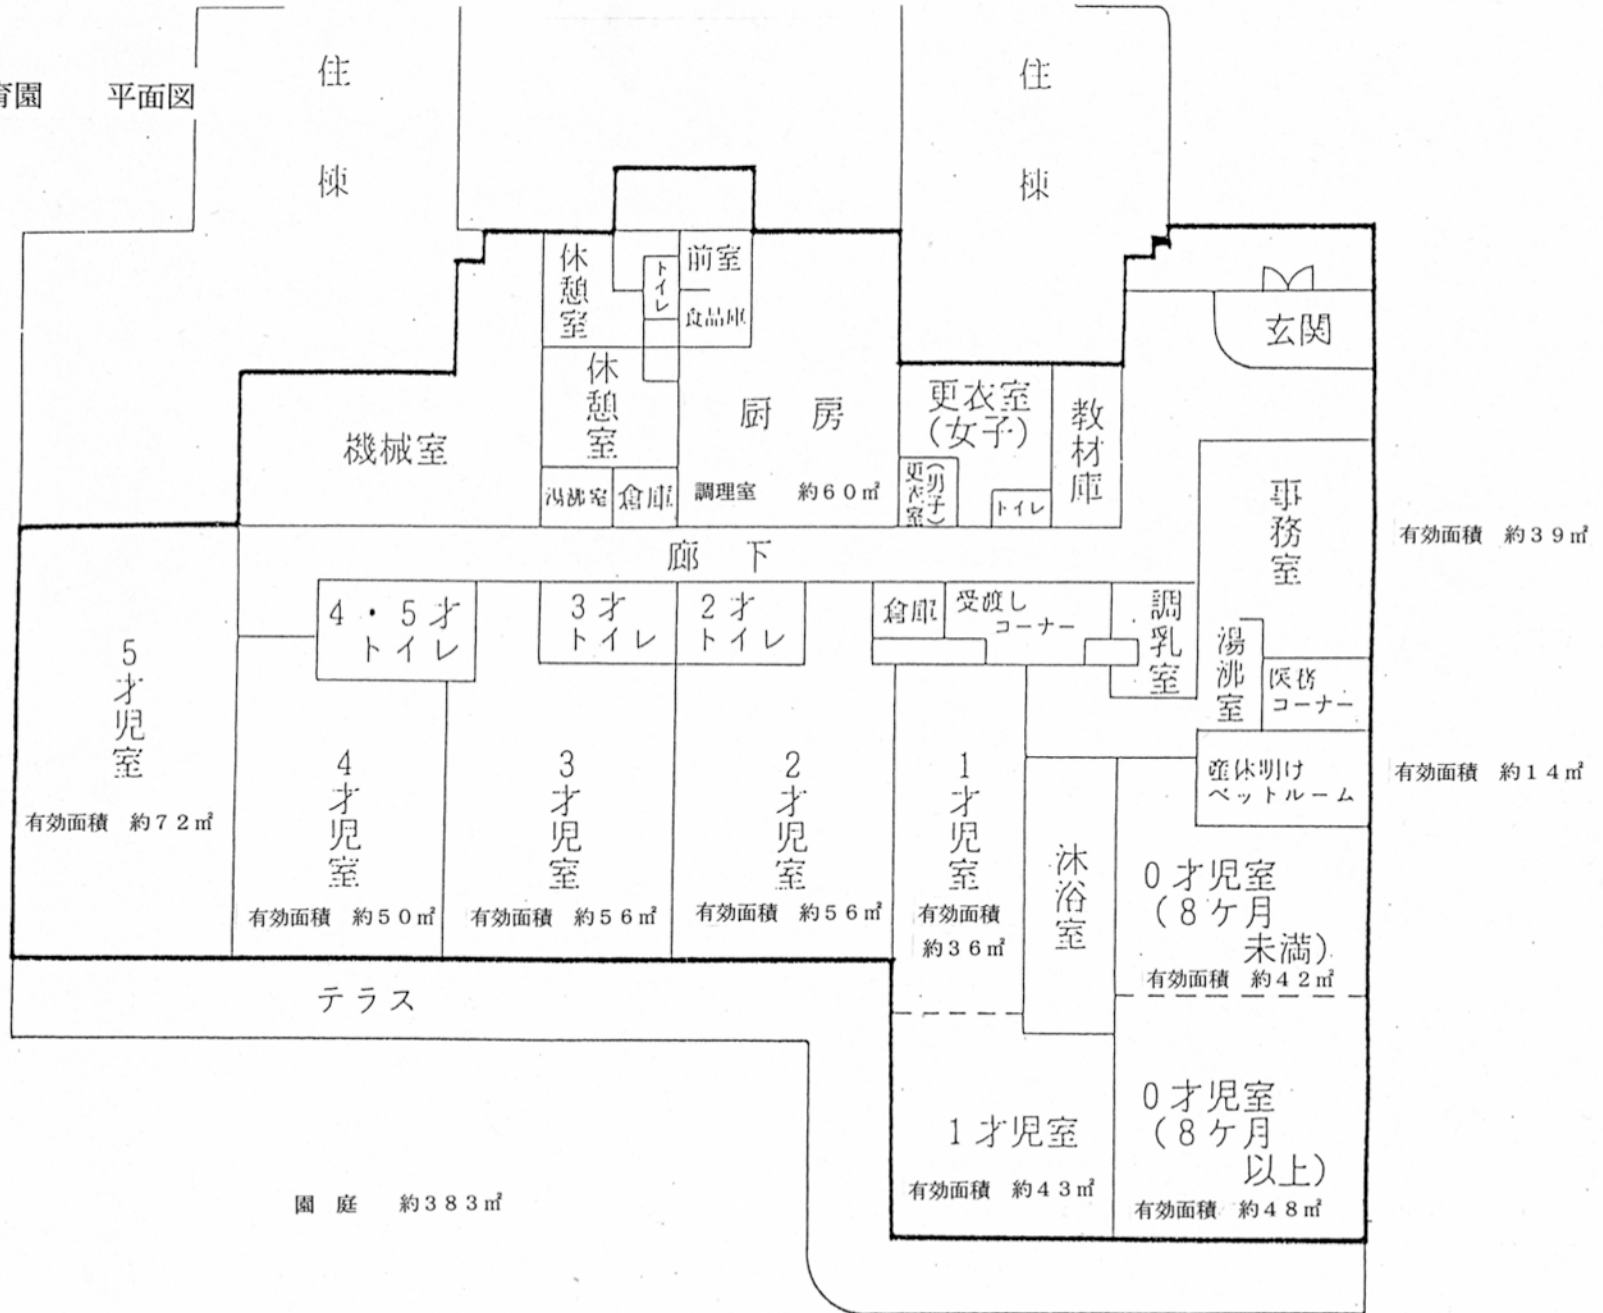 育園　　平面図
住棟
住棟
休憩室
トイレ
前室
食品庫
玄関
休憩室
厨　房
更衣室
（女子）
教材庫
機械室
湯沸室
倉庫
調理室　　約６０㎡
更衣室（男子）
トイレ
事務室
有効面積　約３９㎡
廊　下
４・５才
トイレ
３才
トイレ
２才
トイレ
倉庫
受渡し
コーナー
調乳室
湯沸室
医務
コーナー
５才児室
有効面積　約７２㎡
４才児室
有効面積　約５０㎡
３才児室
有効面積　約５６㎡
２才児室
有効面積　約５６㎡
１才児室
有効面積
約３６㎡
沐浴室
産休明け
ベットルーム
有効面積　約１４㎡
０才児室
（８ケ月
未満）
有効面積　約４２㎡
テラス
１才児室
有効面積　約４３㎡
０才児室
（８ケ月
以上）
有効面積　約４８㎡
園　庭　　約３８３㎡